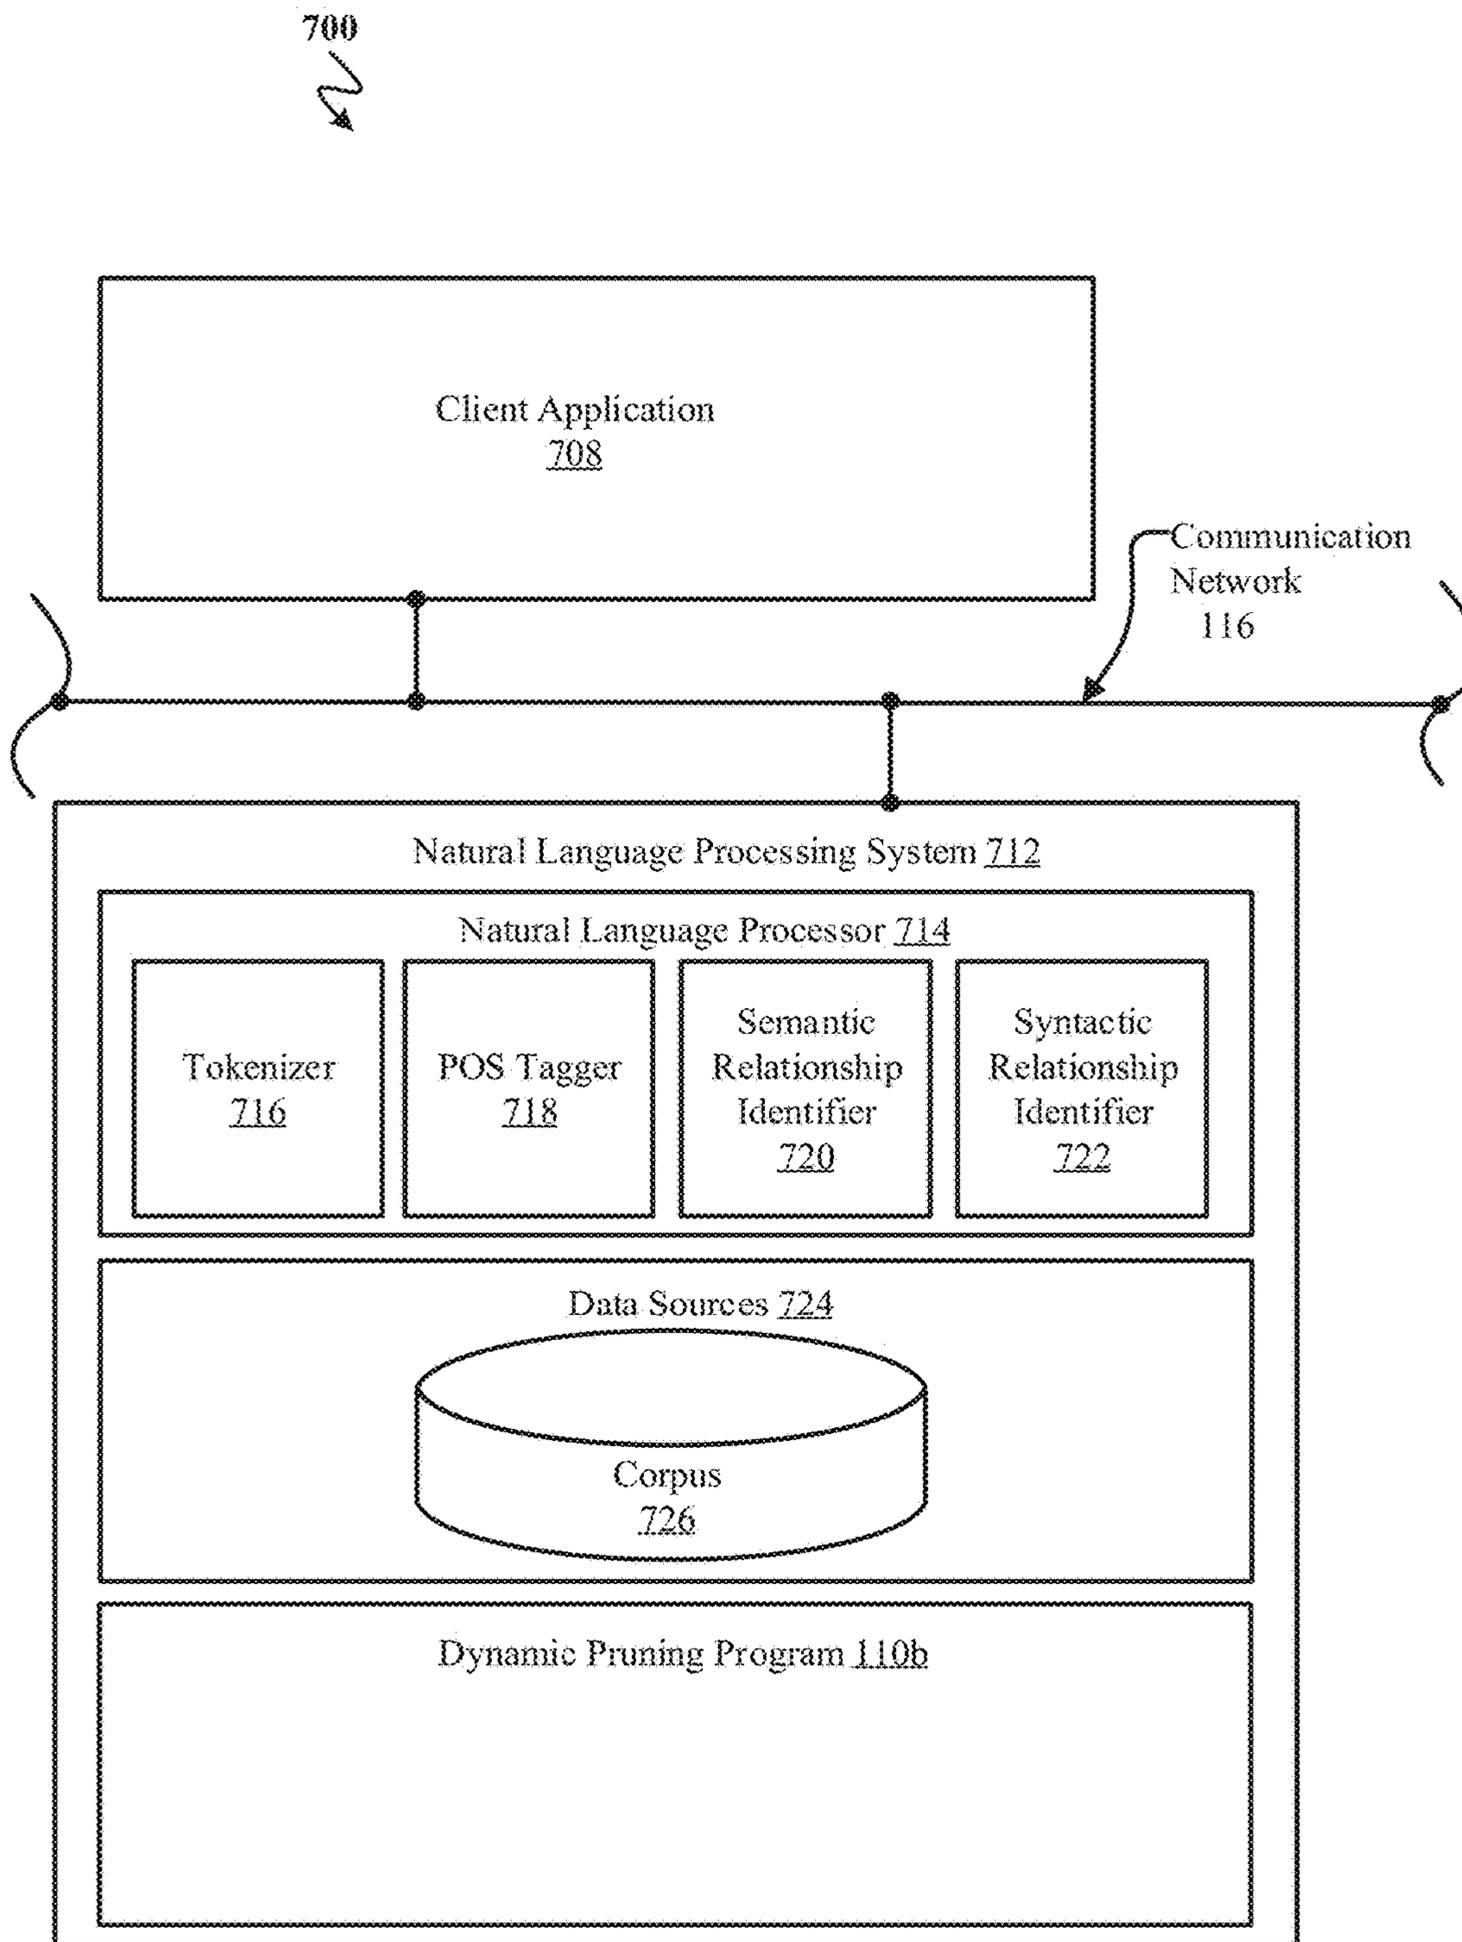 700
Client Application
708
Communication
Network
116
Natural Language Processing System 712
Natural Language Processor 714
Tokenizer
716
POS Tagger
718
Semantic
Relationship
Identifier
720
Syntactic
Relationship
Identifier
722
Data Sources 724
Corpus
726
Dynamic Pruning Program 110b